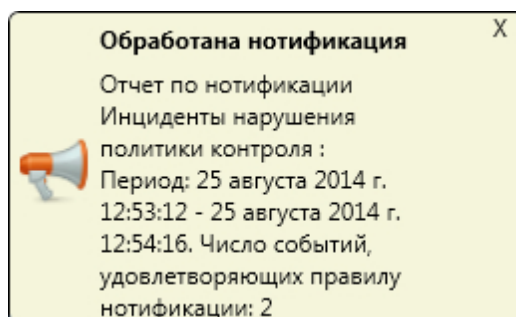 X
Обработана нотификация
Отчет по нотификации
Инциденты нарушения
политики контроля :
Период: 25 августа 2014 г.
12:53:12 - 25 августа 2014 г.
12:54:16. Число событий,
удовлетворяющих правилу
нотификации: 2